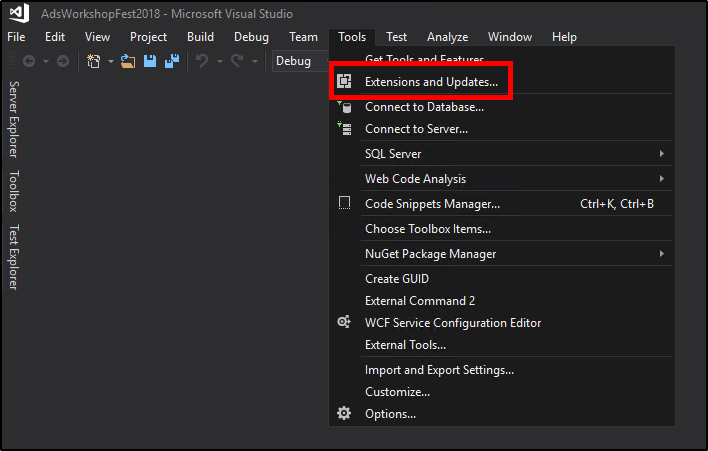 AdsWorkshopFest2018 - Microsoft Visual Studio
File Edit View Project Build Debug Team Tools Test Analyze Window Help
Debug
Get Tools and Features...
Extensions and Updates...
Connect to Database...
Connect to Server...
SQL Server
Web Code Analysis
Code Snippets Manager... Ctrl+K, Ctrl+B
Choose Toolbox Items...
NuGet Package Manager
Create GUID
External Command 2
WCF Service Configuration Editor
External Tools...
Import and Export Settings...
Customize...
Options...
Server Explorer
Toolbox
Test Explorer